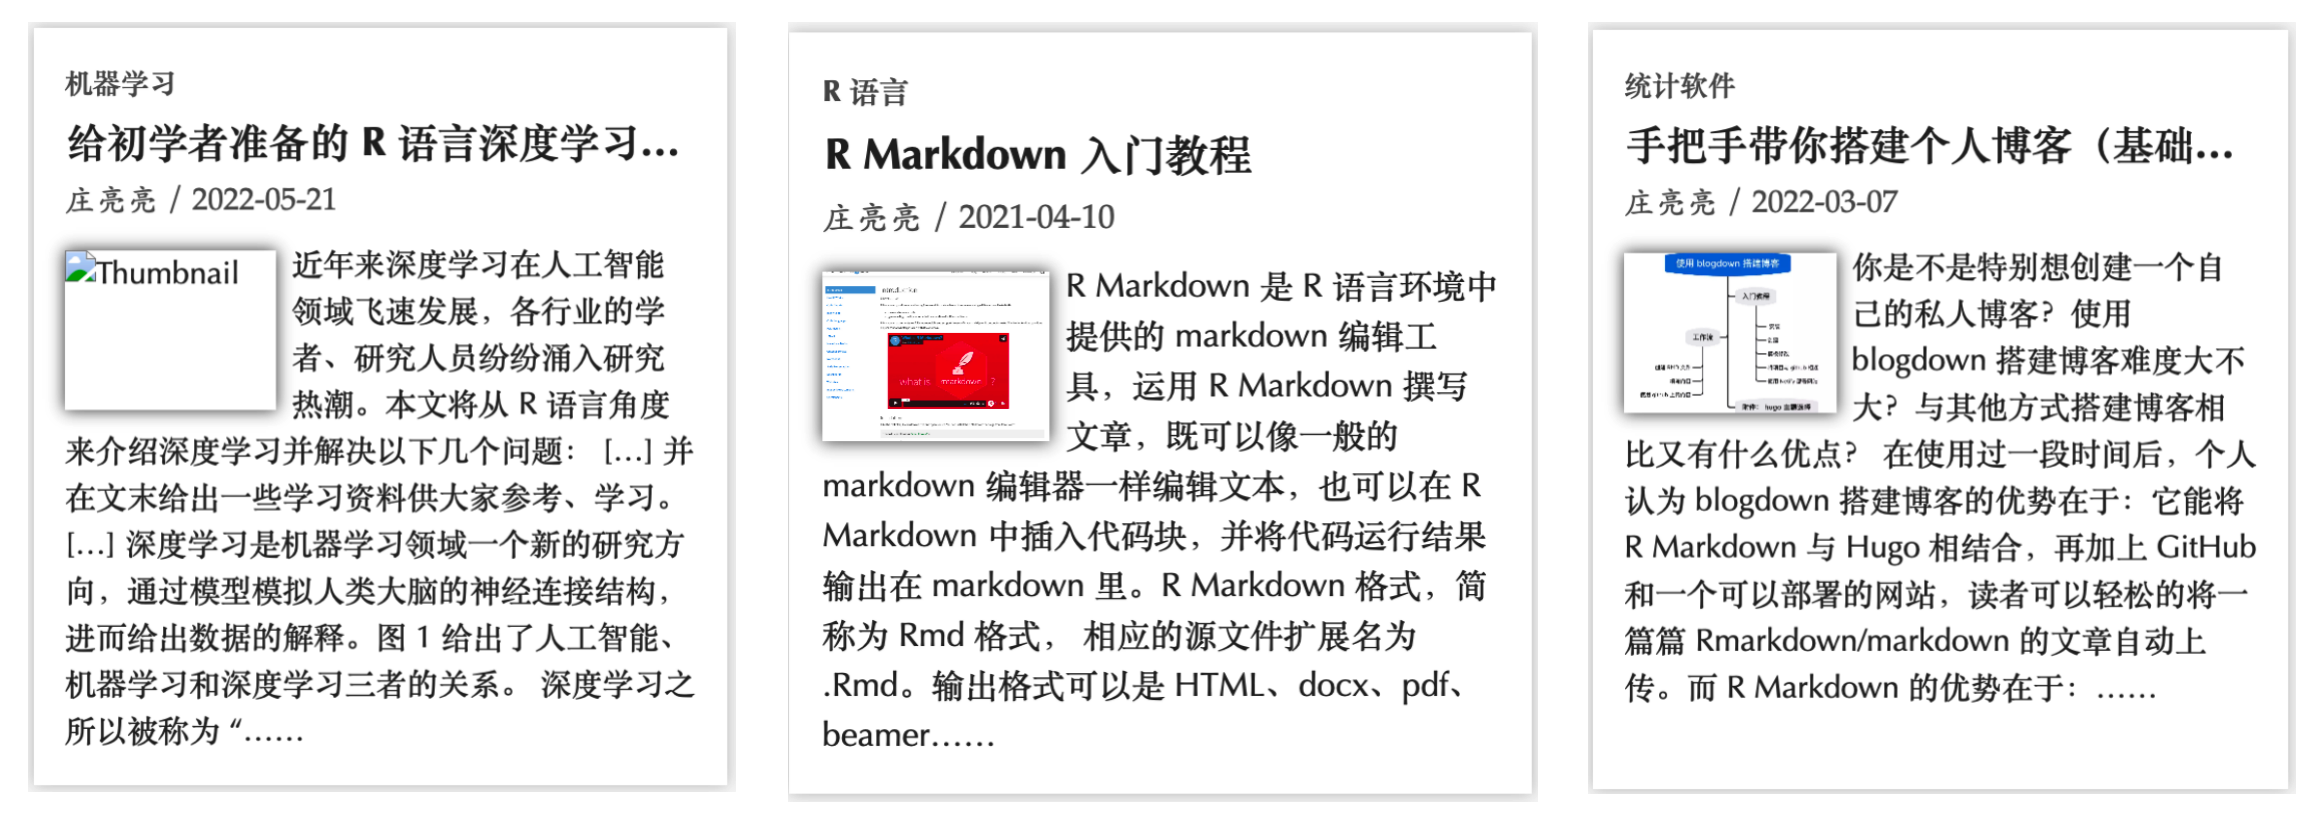 机器学习
给初学者准备的 R 语言深度学习...
庄亮亮 / 2022-05-21
Thumbnail
近年来深度学习在人工智能
领域飞速发展，各行业的学
者、研究人员纷纷涌入研究
热潮。本文将从 R 语言角度
来介绍深度学习并解决以下几个问题： [...] 并
在文末给出一些学习资料供大家参考、学习。
[...] 深度学习是机器学习领域一个新的研究方
向，通过模型模拟人类大脑的神经连接结构，
进而给出数据的解释。图 1 给出了人工智能、
机器学习和深度学习三者的关系。 深度学习之
所以被称为 “......
R 语言
R Markdown 入门教程
庄亮亮 / 2021-04-10
what is rmarkdown ?
R Markdown 是 R 语言环境中
提供的 markdown 编辑工
具，运用 R Markdown 撰写
文章，既可以像一般的
markdown 编辑器一样编辑文本，也可以在 R
Markdown 中插入代码块，并将代码运行结果
输出在 markdown 里。R Markdown 格式，简
称为 Rmd 格式， 相应的源文件扩展名为
.Rmd。输出格式可以是 HTML、docx、pdf、
beamer......
统计软件
手把手带你搭建个人博客（基础...
庄亮亮 / 2022-03-07
使用 blogdown 搭建博客
入门教程
工作流
你是不是特别想创建一个自
己的私人博客？使用
blogdown 搭建博客难度大不
大？与其他方式搭建博客相
比又有什么优点？ 在使用过一段时间后，个人
认为 blogdown 搭建博客的优势在于：它能将
R Markdown 与 Hugo 相结合，再加上 GitHub
和一个可以部署的网站，读者可以轻松的将一
篇篇 Rmarkdown/markdown 的文章自动上
传。而 R Markdown 的优势在于：......